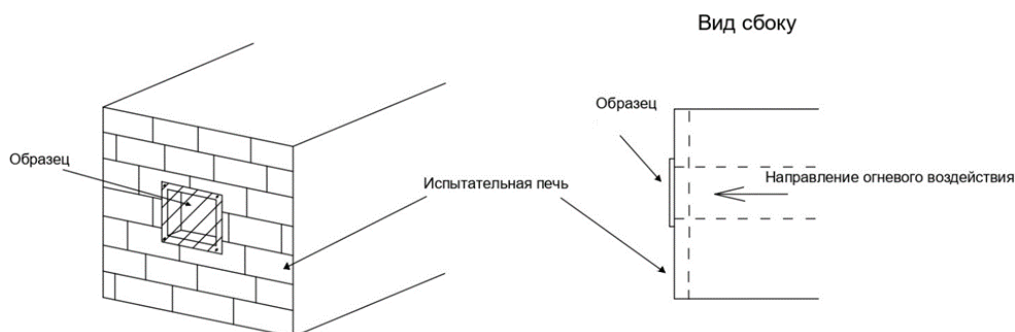 Вид сбоку
Образец
Образец
Испытательная печь
Направление огневого воздействия